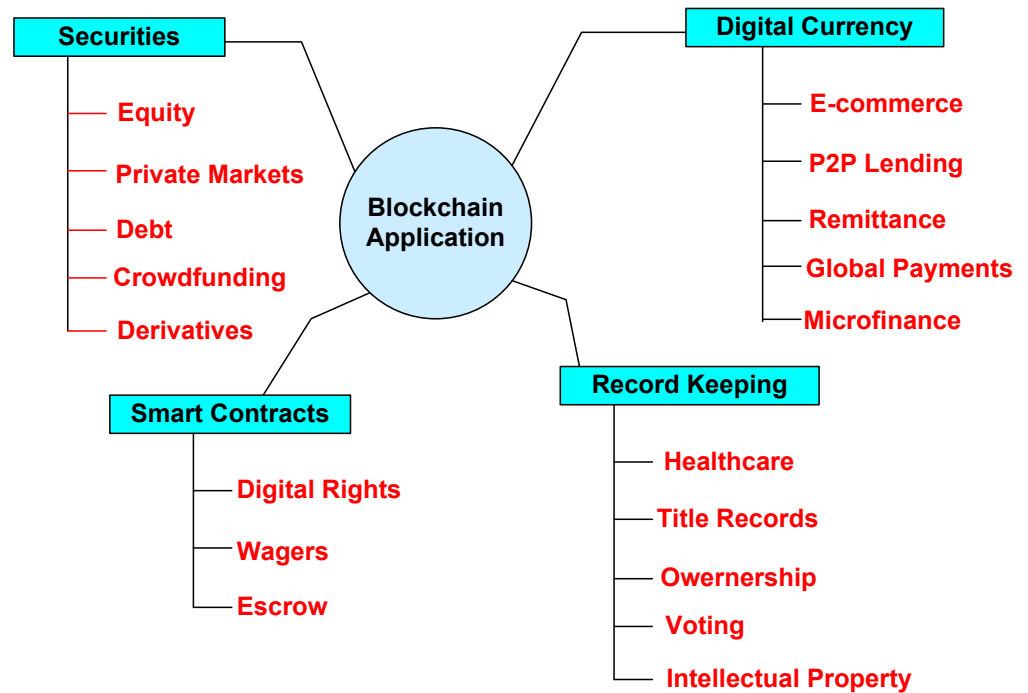 Securities
Equity
Private Markets
Debt
Crowdfunding
Derivatives
Digital Currency
E-commerce
P2P Lending
Remittance
Global Payments
Microfinance
Blockchain
Application
Smart Contracts
Digital Rights
Wagers
Escrow
Record Keeping
Healthcare
Title Records
Owernership
Voting
Intellectual Property